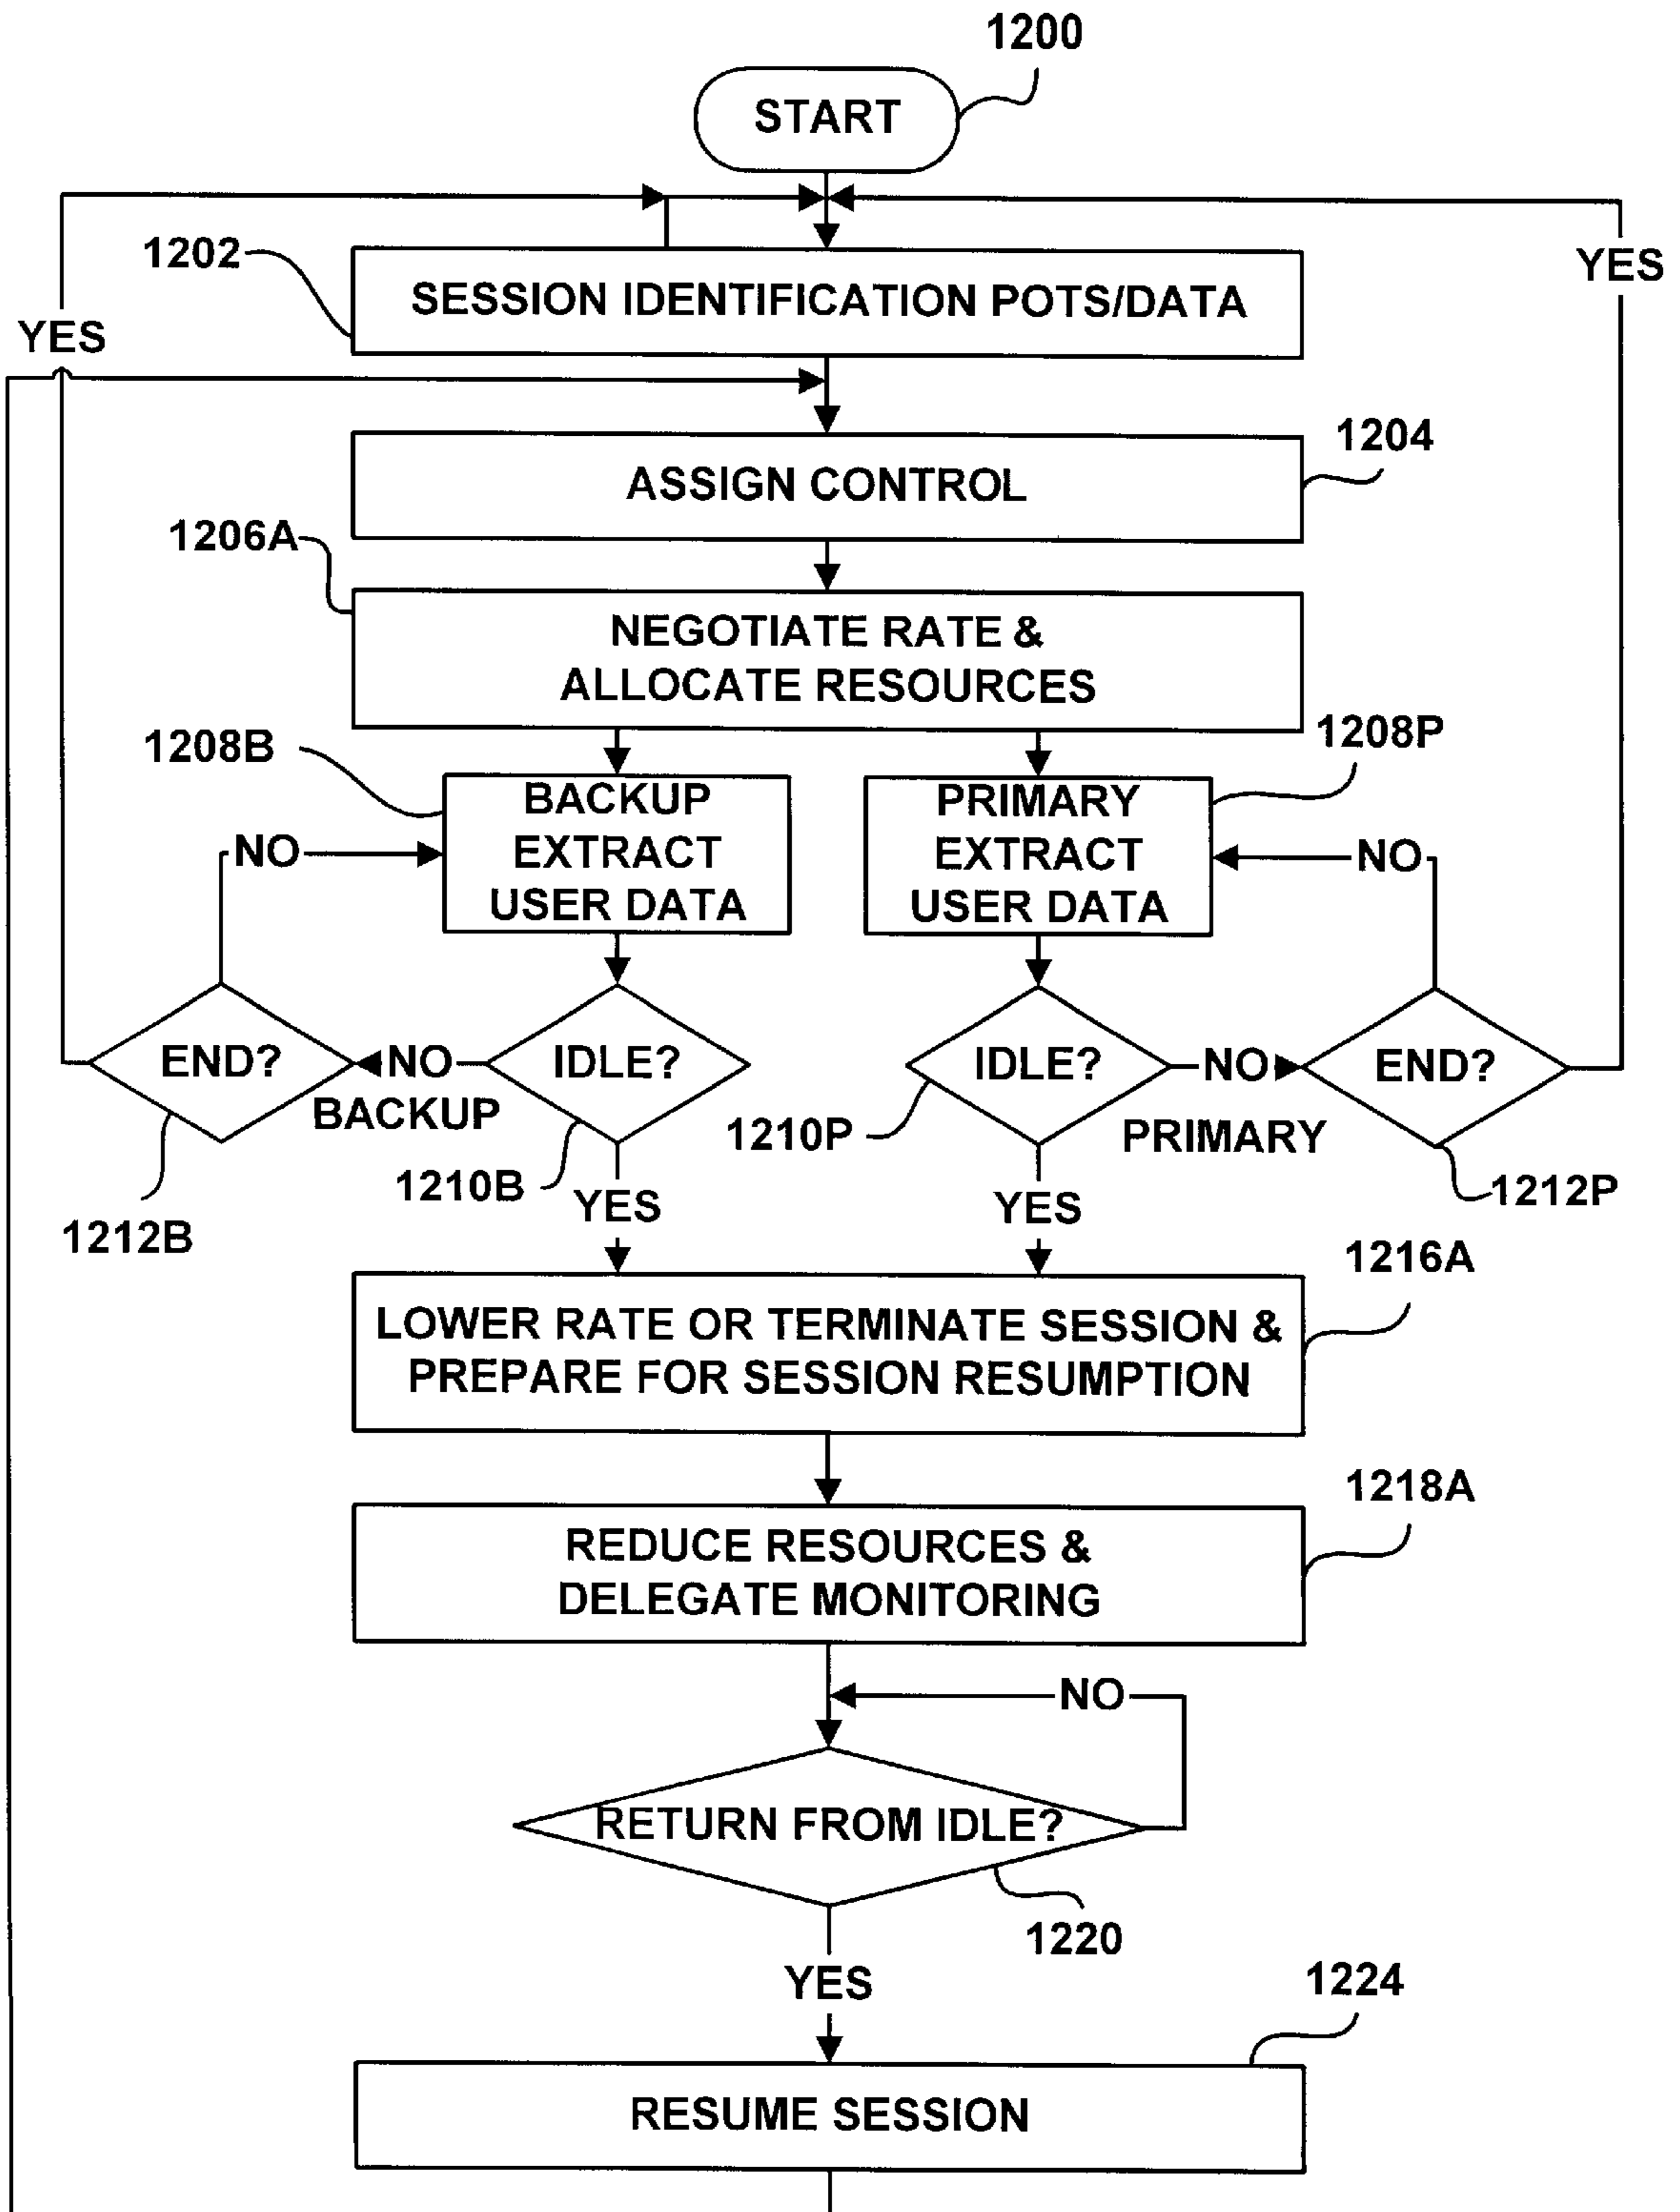 1200
START
1202
YES
YES
SESSION IDENTIFICATION POTS/DATA
1204
ASSIGN CONTROL
1206A
NEGOTIATE RATE &
ALLOCATE RESOURCES
1208B
1208P
BACKUP
EXTRACT
USER DATA
PRIMARY
EXTRACT
USER DATA
NO
NO
END?
NO
IDLE?
IDLE?
NO
END?
BACKUP
1210P
PRIMARY
1210B
YES
YES
1212P
1212B
1216A
LOWER RATE OR TERMINATE SESSION &
PREPARE FOR SESSION RESUMPTION
1218A
REDUCE RESOURCES &
DELEGATE MONITORING
NO
RETURN FROM IDLE?
1220
YES
1224
RESUME SESSION